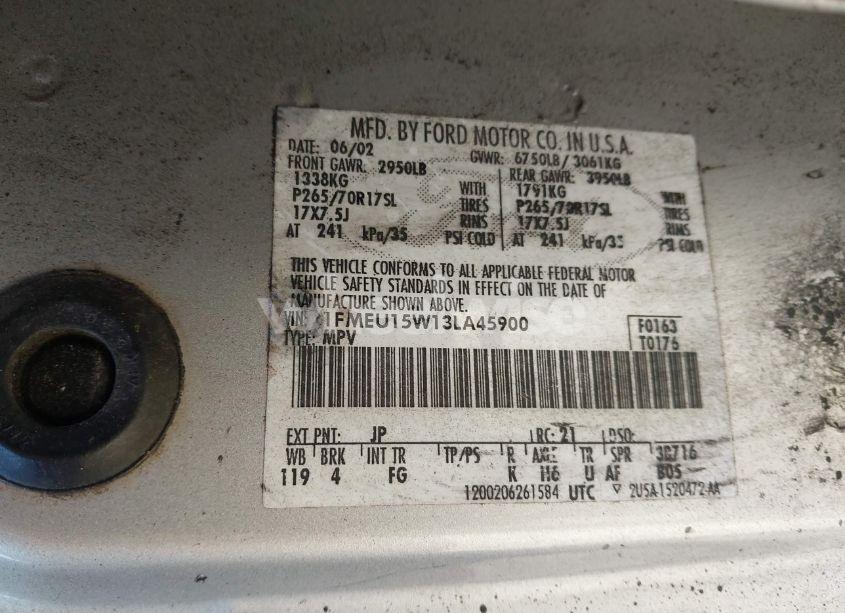 MFD. BY FORD MOTOR CO. IN U.S.A.
DATE: 06/02 GVWR: 6750LB / 3061KG
FRONT GAWR: 2950LB REAR GAWR: 3950LB
1338KG WITH 1791KG WITH
P265/70R17SL TIRES P265/70R17SL TIRES
17X7.5J RIMS 17X7.5J RIMS
AT 241 kPa/35 PSI COLD AT 241 kPa/35 PSI COLD
THIS VEHICLE CONFORMS TO ALL APPLICABLE FEDERAL MOTOR
VEHICLE SAFETY STANDARDS IN EFFECT ON THE DATE OF
MANUFACTURE SHOWN ABOVE.
VIN: 1FMEU15W13LA45900 F0163
TYPE: MPV T0176
EXT PNT: JP RC: 21 DSO:
WB BRK INT TR TP/PS R AXLE TR SPR 3B716
119 4 FG K H6 U AF BO5
1200206261584 UTC ▽ 2U5A-1520472-AA